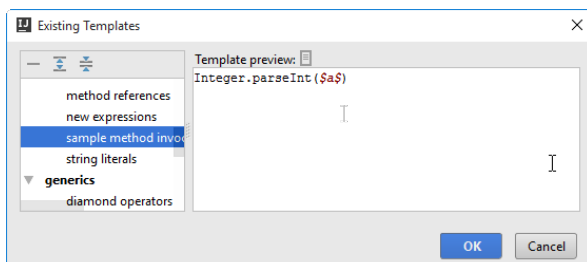 Existing Templates
Template preview:
Integer.parseInt($a$)
method references
new expressions
sample method invoc
string literals
generics
diamond operators
OK
Cancel